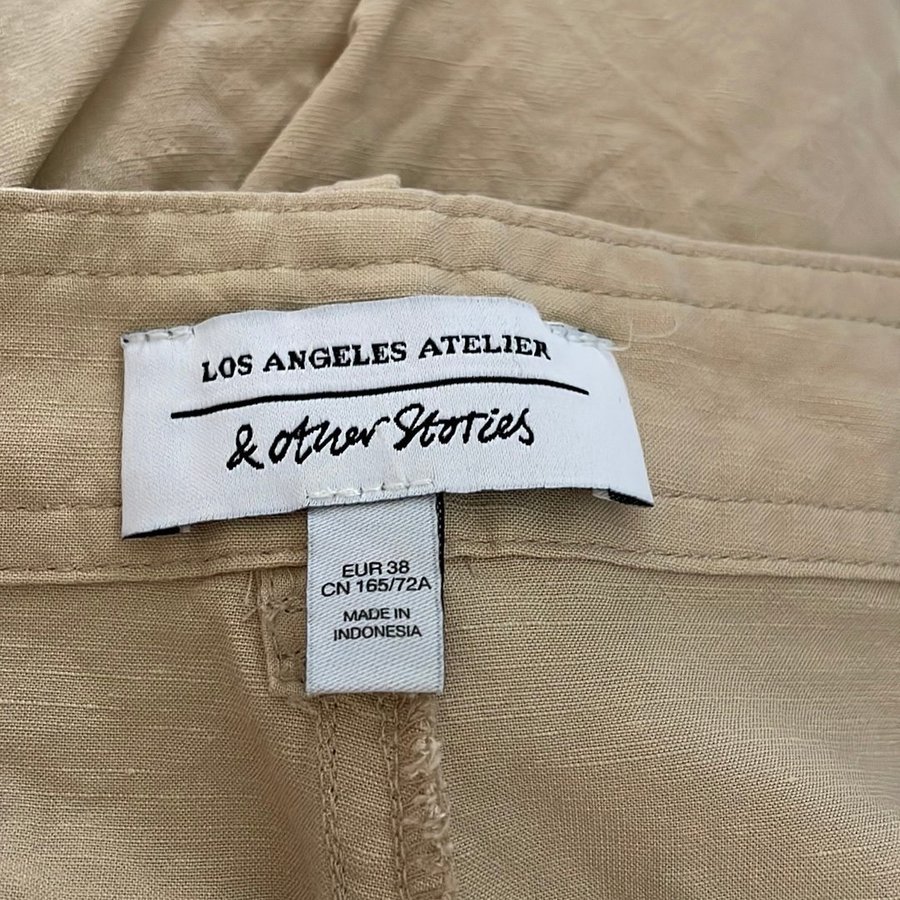 LOS ANGELES ATELIER
& other Stories
EUR 38
CN 165/72A
MADE IN
INDONESIA